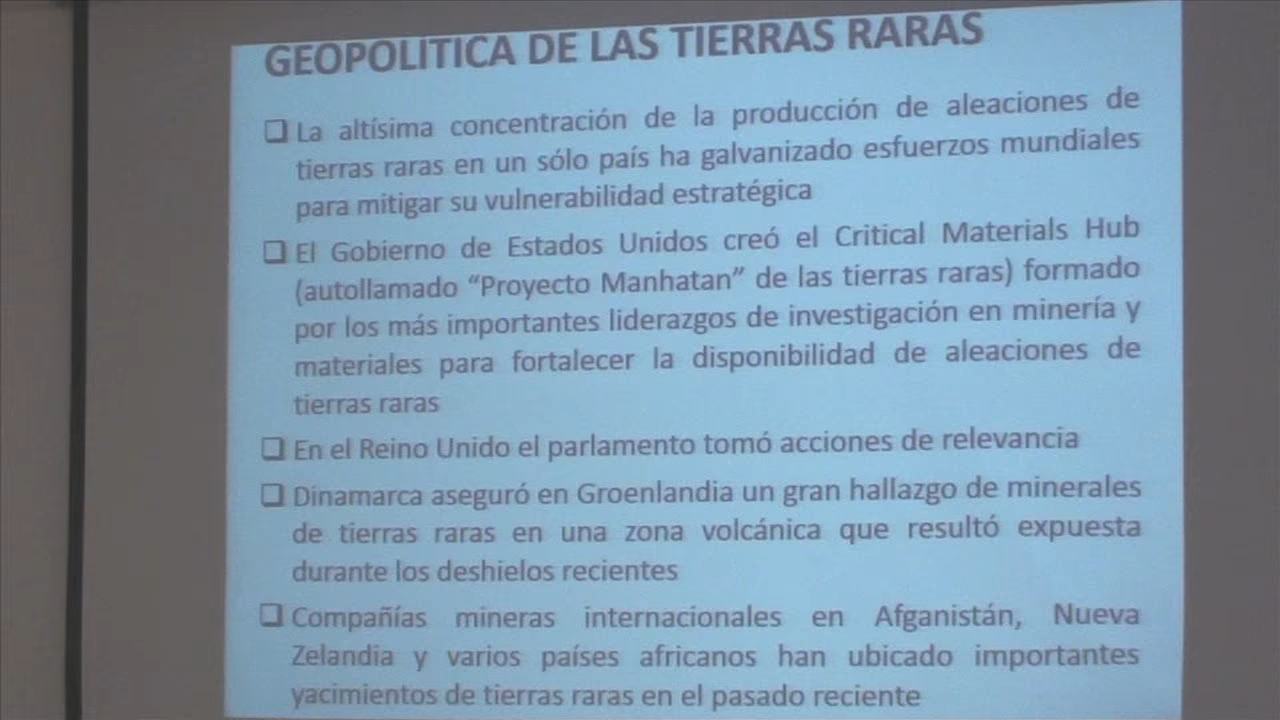 GEOPOLÍTICA DE LAS TIERRAS RARAS
❑ La altísima concentración de la producción de aleaciones de
tierras raras en un sólo país ha galvanizado esfuerzos mundiales
para mitigar su vulnerabilidad estratégica
❑ El Gobierno de Estados Unidos creó el Critical Materials Hub
(autollamado “Proyecto Manhatan” de las tierras raras) formado
por los más importantes liderazgos de investigación en minería y
materiales para fortalecer la disponibilidad de aleaciones de
tierras raras
❑ En el Reino Unido el parlamento tomó acciones de relevancia
❑ Dinamarca aseguró en Groenlandia un gran hallazgo de minerales
de tierras raras en una zona volcánica que resultó expuesta
durante los deshielos recientes
❑ Compañías mineras internacionales en Afganistán, Nueva
Zelandia y varios países africanos han ubicado importantes
yacimientos de tierras raras en el pasado reciente